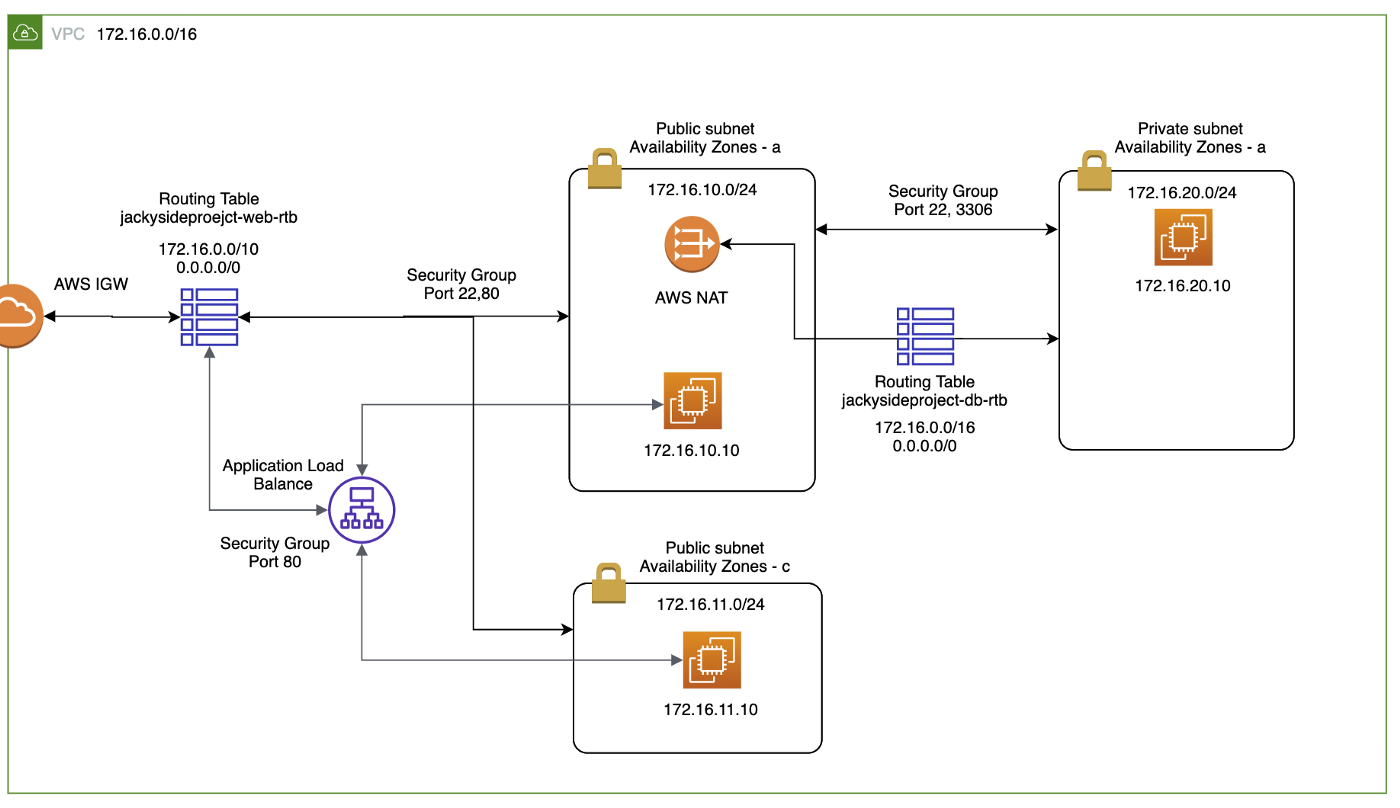 VPC 172.16.0.0/16
Public subnet
Availability Zones - a
172.16.10.0/24
AWS NAT
172.16.10.10
Private subnet
Availability Zones - a
172.16.20.0/24
172.16.20.10
Security Group
Port 22, 3306
Routing Table
jackysideproejct-web-rtb
172.16.0.0/10
0.0.0.0/0
AWS IGW
Security Group
Port 22,80
Routing Table
jackysideproject-db-rtb
172.16.0.0/16
0.0.0.0/0
Application Load
Balance
Security Group
Port 80
Public subnet
Availability Zones - c
172.16.11.0/24
172.16.11.10